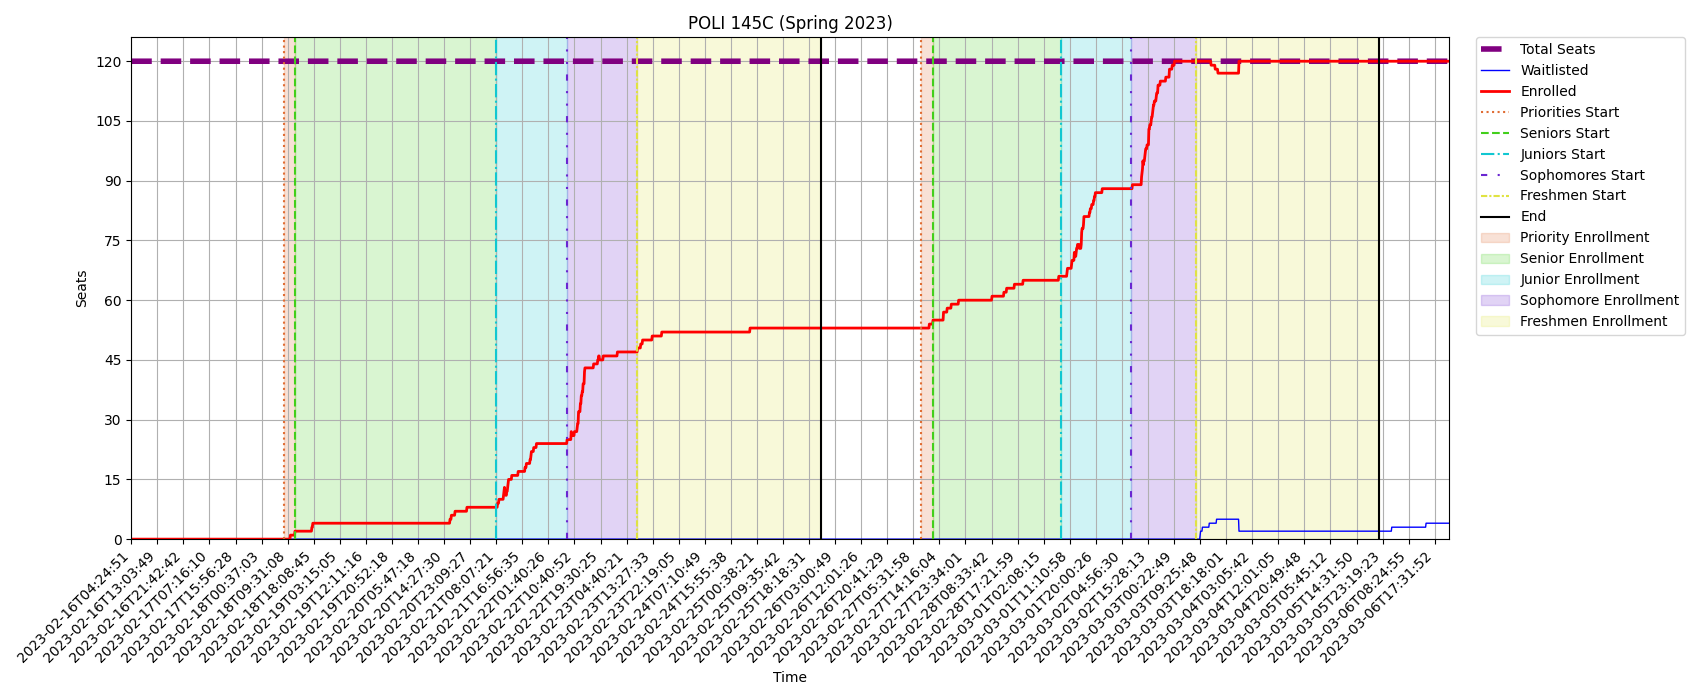 POLI 145C (Spring 2023)
Seats
120
105
90
75
60
45
30
15
0
2023-02-16T04:24:51
2023-02-16T13:03:49
2023-02-16T21:42:42
2023-02-17T07:16:10
2023-02-17T15:56:28
2023-02-18T00:37:03
2023-02-18T09:31:08
2023-02-18T18:08:45
2023-02-19T03:15:05
2023-02-19T12:11:16
2023-02-19T20:52:18
2023-02-20T05:47:18
2023-02-20T14:27:30
2023-02-20T23:09:27
2023-02-21T08:07:21
2023-02-21T16:56:35
2023-02-22T01:40:26
2023-02-22T10:40:52
2023-02-22T19:30:25
2023-02-23T04:40:21
2023-02-23T13:27:33
2023-02-23T22:19:05
2023-02-24T07:10:49
2023-02-24T15:55:38
2023-02-25T00:38:21
2023-02-25T09:35:42
2023-02-25T18:18:31
2023-02-26T03:00:49
2023-02-26T12:01:26
2023-02-26T20:41:29
2023-02-27T05:31:58
2023-02-27T14:16:04
2023-02-27T23:34:01
2023-02-28T08:33:42
2023-02-28T17:21:59
2023-03-01T02:08:15
2023-03-01T11:10:58
2023-03-01T20:00:26
2023-03-02T04:56:30
2023-03-02T15:28:13
2023-03-03T00:22:49
2023-03-03T09:25:48
2023-03-03T18:18:01
2023-03-04T03:05:42
2023-03-04T12:01:05
2023-03-04T20:49:48
2023-03-05T05:45:12
2023-03-05T14:31:50
2023-03-05T23:19:23
2023-03-06T08:24:55
2023-03-06T17:31:52
Time
Total Seats
Waitlisted
Enrolled
Priorities Start
Seniors Start
Juniors Start
Sophomores Start
Freshmen Start
End
Priority Enrollment
Senior Enrollment
Junior Enrollment
Sophomore Enrollment
Freshmen Enrollment